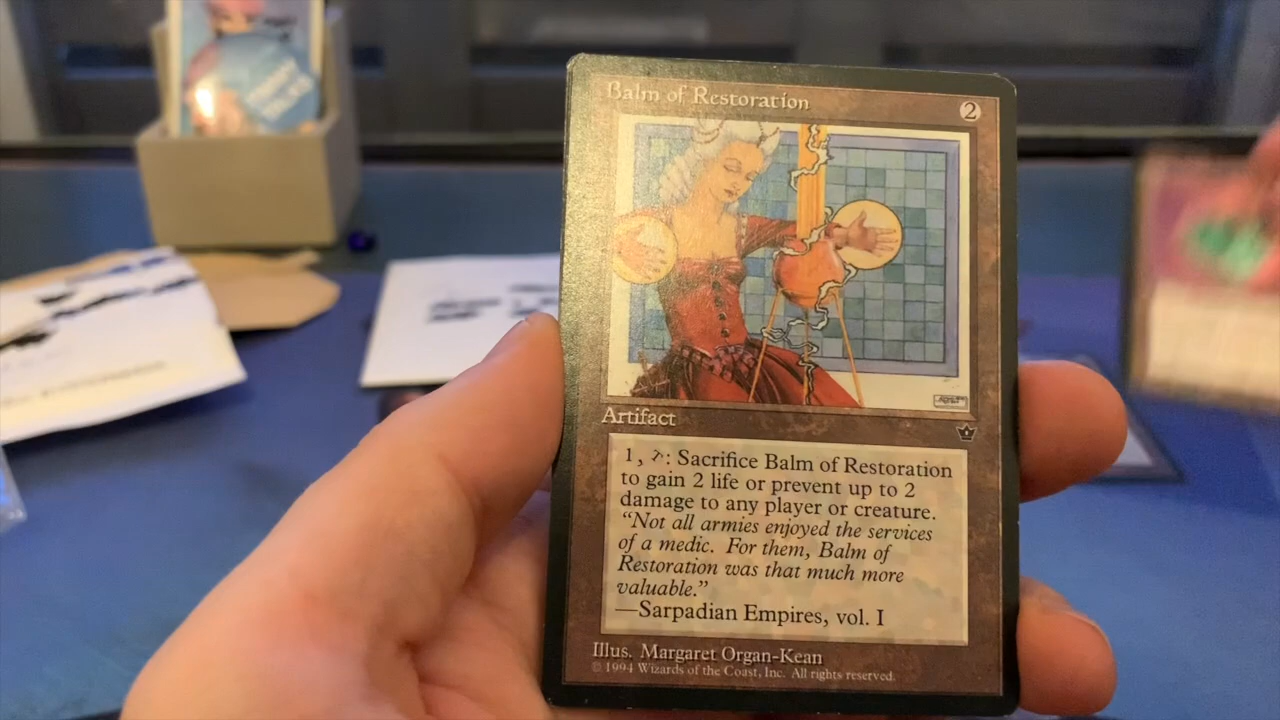 Balm of Restoration
2
Artifact
1, : Sacrifice Balm of Restoration
to gain 2 life or prevent up to 2
damage to any player or creature.
“Not all armies enjoyed the services
of a medic. For them, Balm of
Restoration was that much more
valuable.”
—Sarpadian Empires, vol. I
Illus. Margaret Organ-Kean
© 1994 Wizards of the Coast, Inc. All rights reserved.